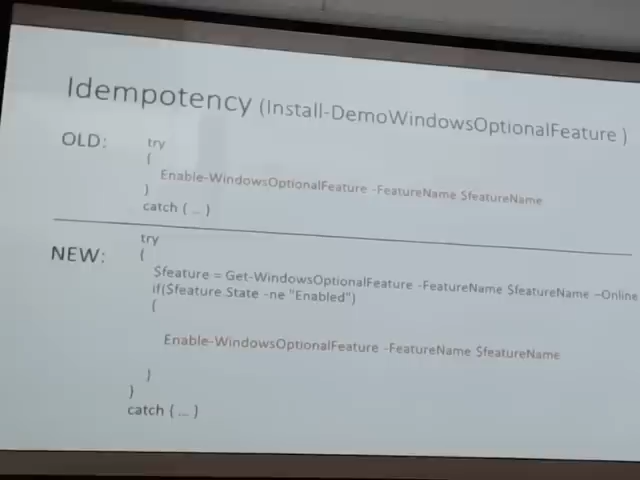 Idempotency (Install-DemoWindowsOptionalFeature )
OLD:
try
{
Enable-WindowsOptionalFeature -FeatureName $featureName
}
catch { ... }
NEW:
try
{
$feature = Get-WindowsOptionalFeature -FeatureName $featureName –Online
if($feature.State -ne "Enabled")
{
Enable-WindowsOptionalFeature -FeatureName $featureName
}
}
catch { ... }